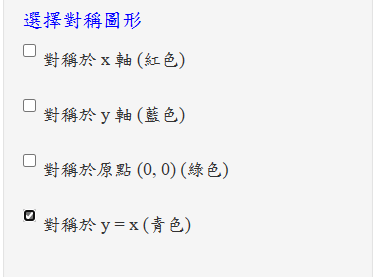 選擇對稱圖形
對稱於 x 軸 (紅色)
對稱於 y 軸 (藍色)
對稱於原點 (0, 0) (綠色)
對稱於 y = x (青色)